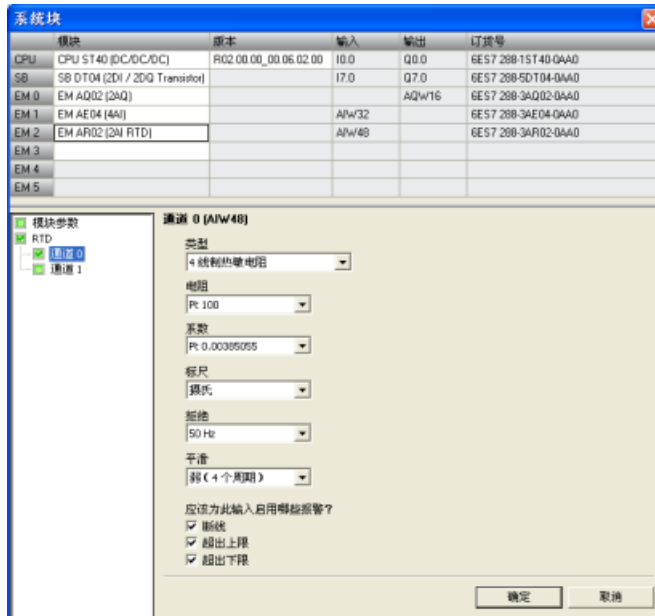 系统块
模块 版本 输入 输出 订货号
CPU CPU ST40 (DC/DC/DC) R02.00.00_00.06.02.00 I0.0 Q0.0 6ES7 288-1ST40-0AA0
SB SB DT04 (2DI / 2DQ Transistor) I7.0 Q7.0 6ES7 288-5DT04-0AA0
EM 0 EM AQ02 (2AQ) AQW16 6ES7 288-3AQ02-0AA0
EM 1 EM AE04 (4AI) AIW32 6ES7 288-3AE04-0AA0
EM 2 EM AR02 (2AI RTD) AIW48 6ES7 288-3AR02-0AA0
EM 3
EM 4
EM 5
模块参数
RTD
通道 0
通道 1
通道 0 (AIW48)
类型
4 线制热敏电阻
电阻
Pt 100
系数
Pt 0.00385055
标尺
摄氏
拒绝
50 Hz
平滑
弱 (4 个周期)
应该为此输入启用哪些报警?
断线
超出上限
超出下限
确定 取消